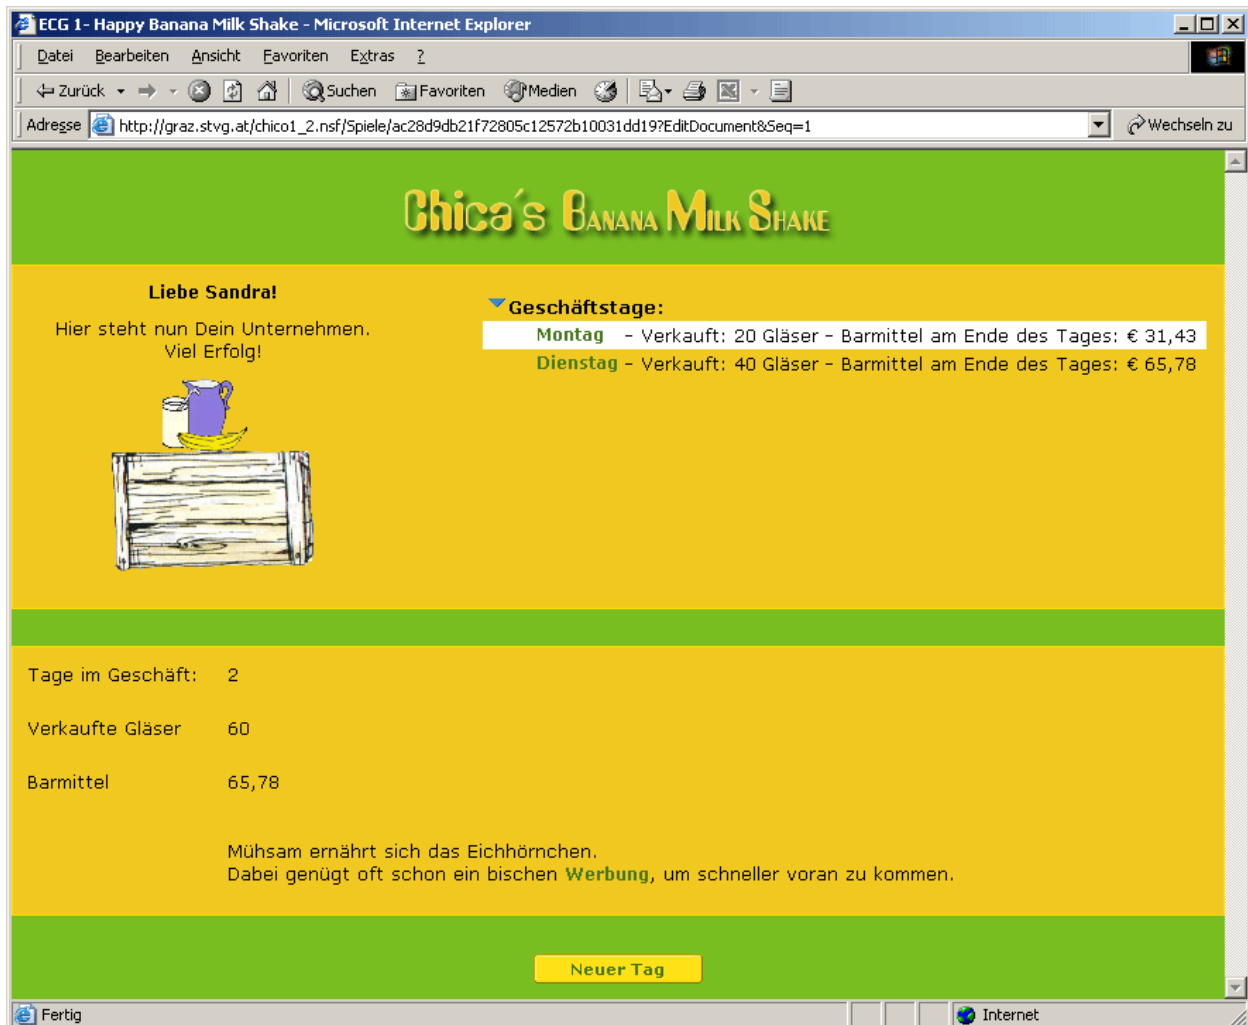 ECG 1- Happy Banana Milk Shake - Microsoft Internet Explorer
Datei Bearbeiten Ansicht Favoriten Extras ?
Zurück Suchen Favoriten Medien
Adresse http://graz.stvg.at/chico1_2.nsf/Spiele/ac28d9db21f72805c12572b10031dd19?EditDocument&Seq=1 Wechseln zu
Chica´s Banana Milk Shake
Liebe Sandra!
Hier steht nun Dein Unternehmen.
Viel Erfolg!
Geschäftstage:
Montag - Verkauft: 20 Gläser - Barmittel am Ende des Tages: € 31,43
Dienstag - Verkauft: 40 Gläser - Barmittel am Ende des Tages: € 65,78
Tage im Geschäft: 2
Verkaufte Gläser 60
Barmittel 65,78
Mühsam ernährt sich das Eichhörnchen.
Dabei genügt oft schon ein bischen Werbung, um schneller voran zu kommen.
Neuer Tag
Fertig Internet